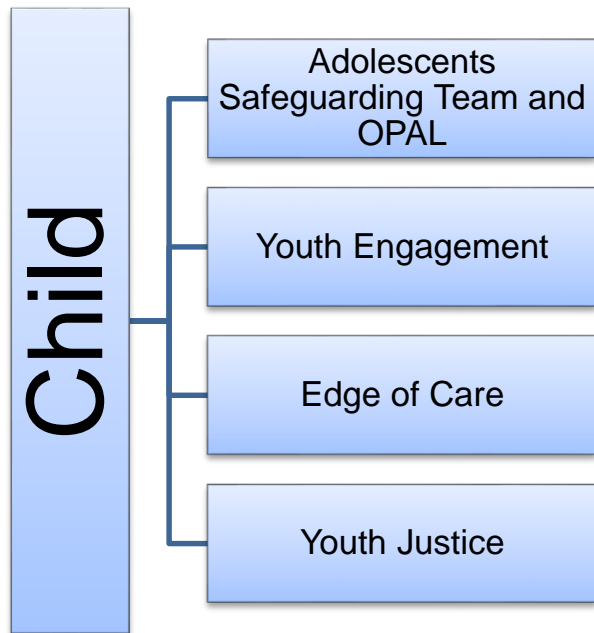 Child
Adolescents
Safeguarding Team and
OPAL
Youth Engagement
Edge of Care
Youth Justice